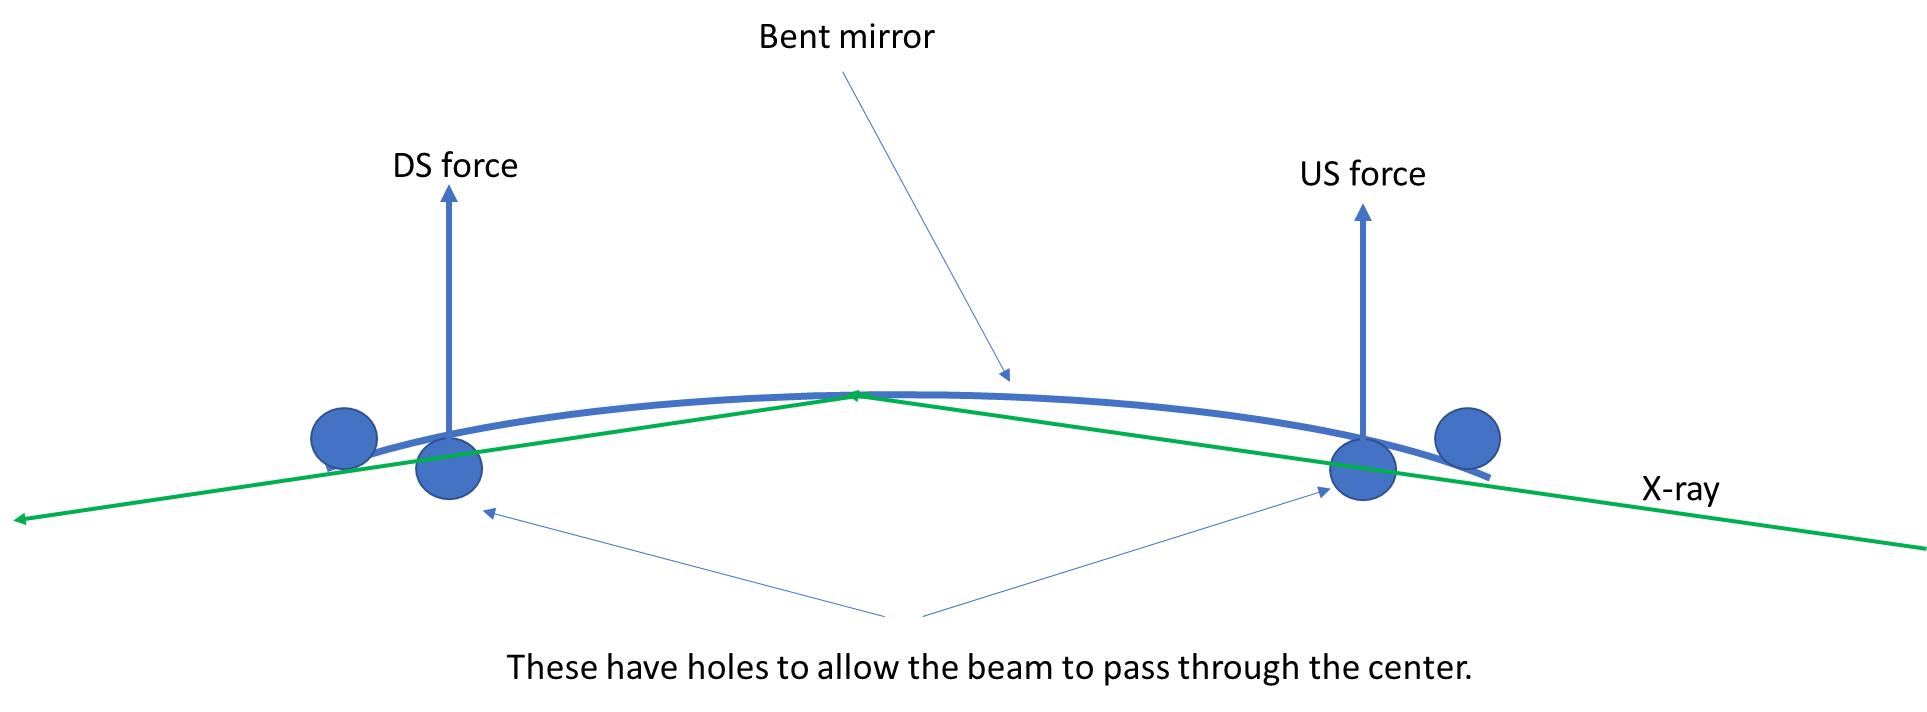 Bent mirror
DS force
US force
X-ray
These have holes to allow the beam to pass through the center.